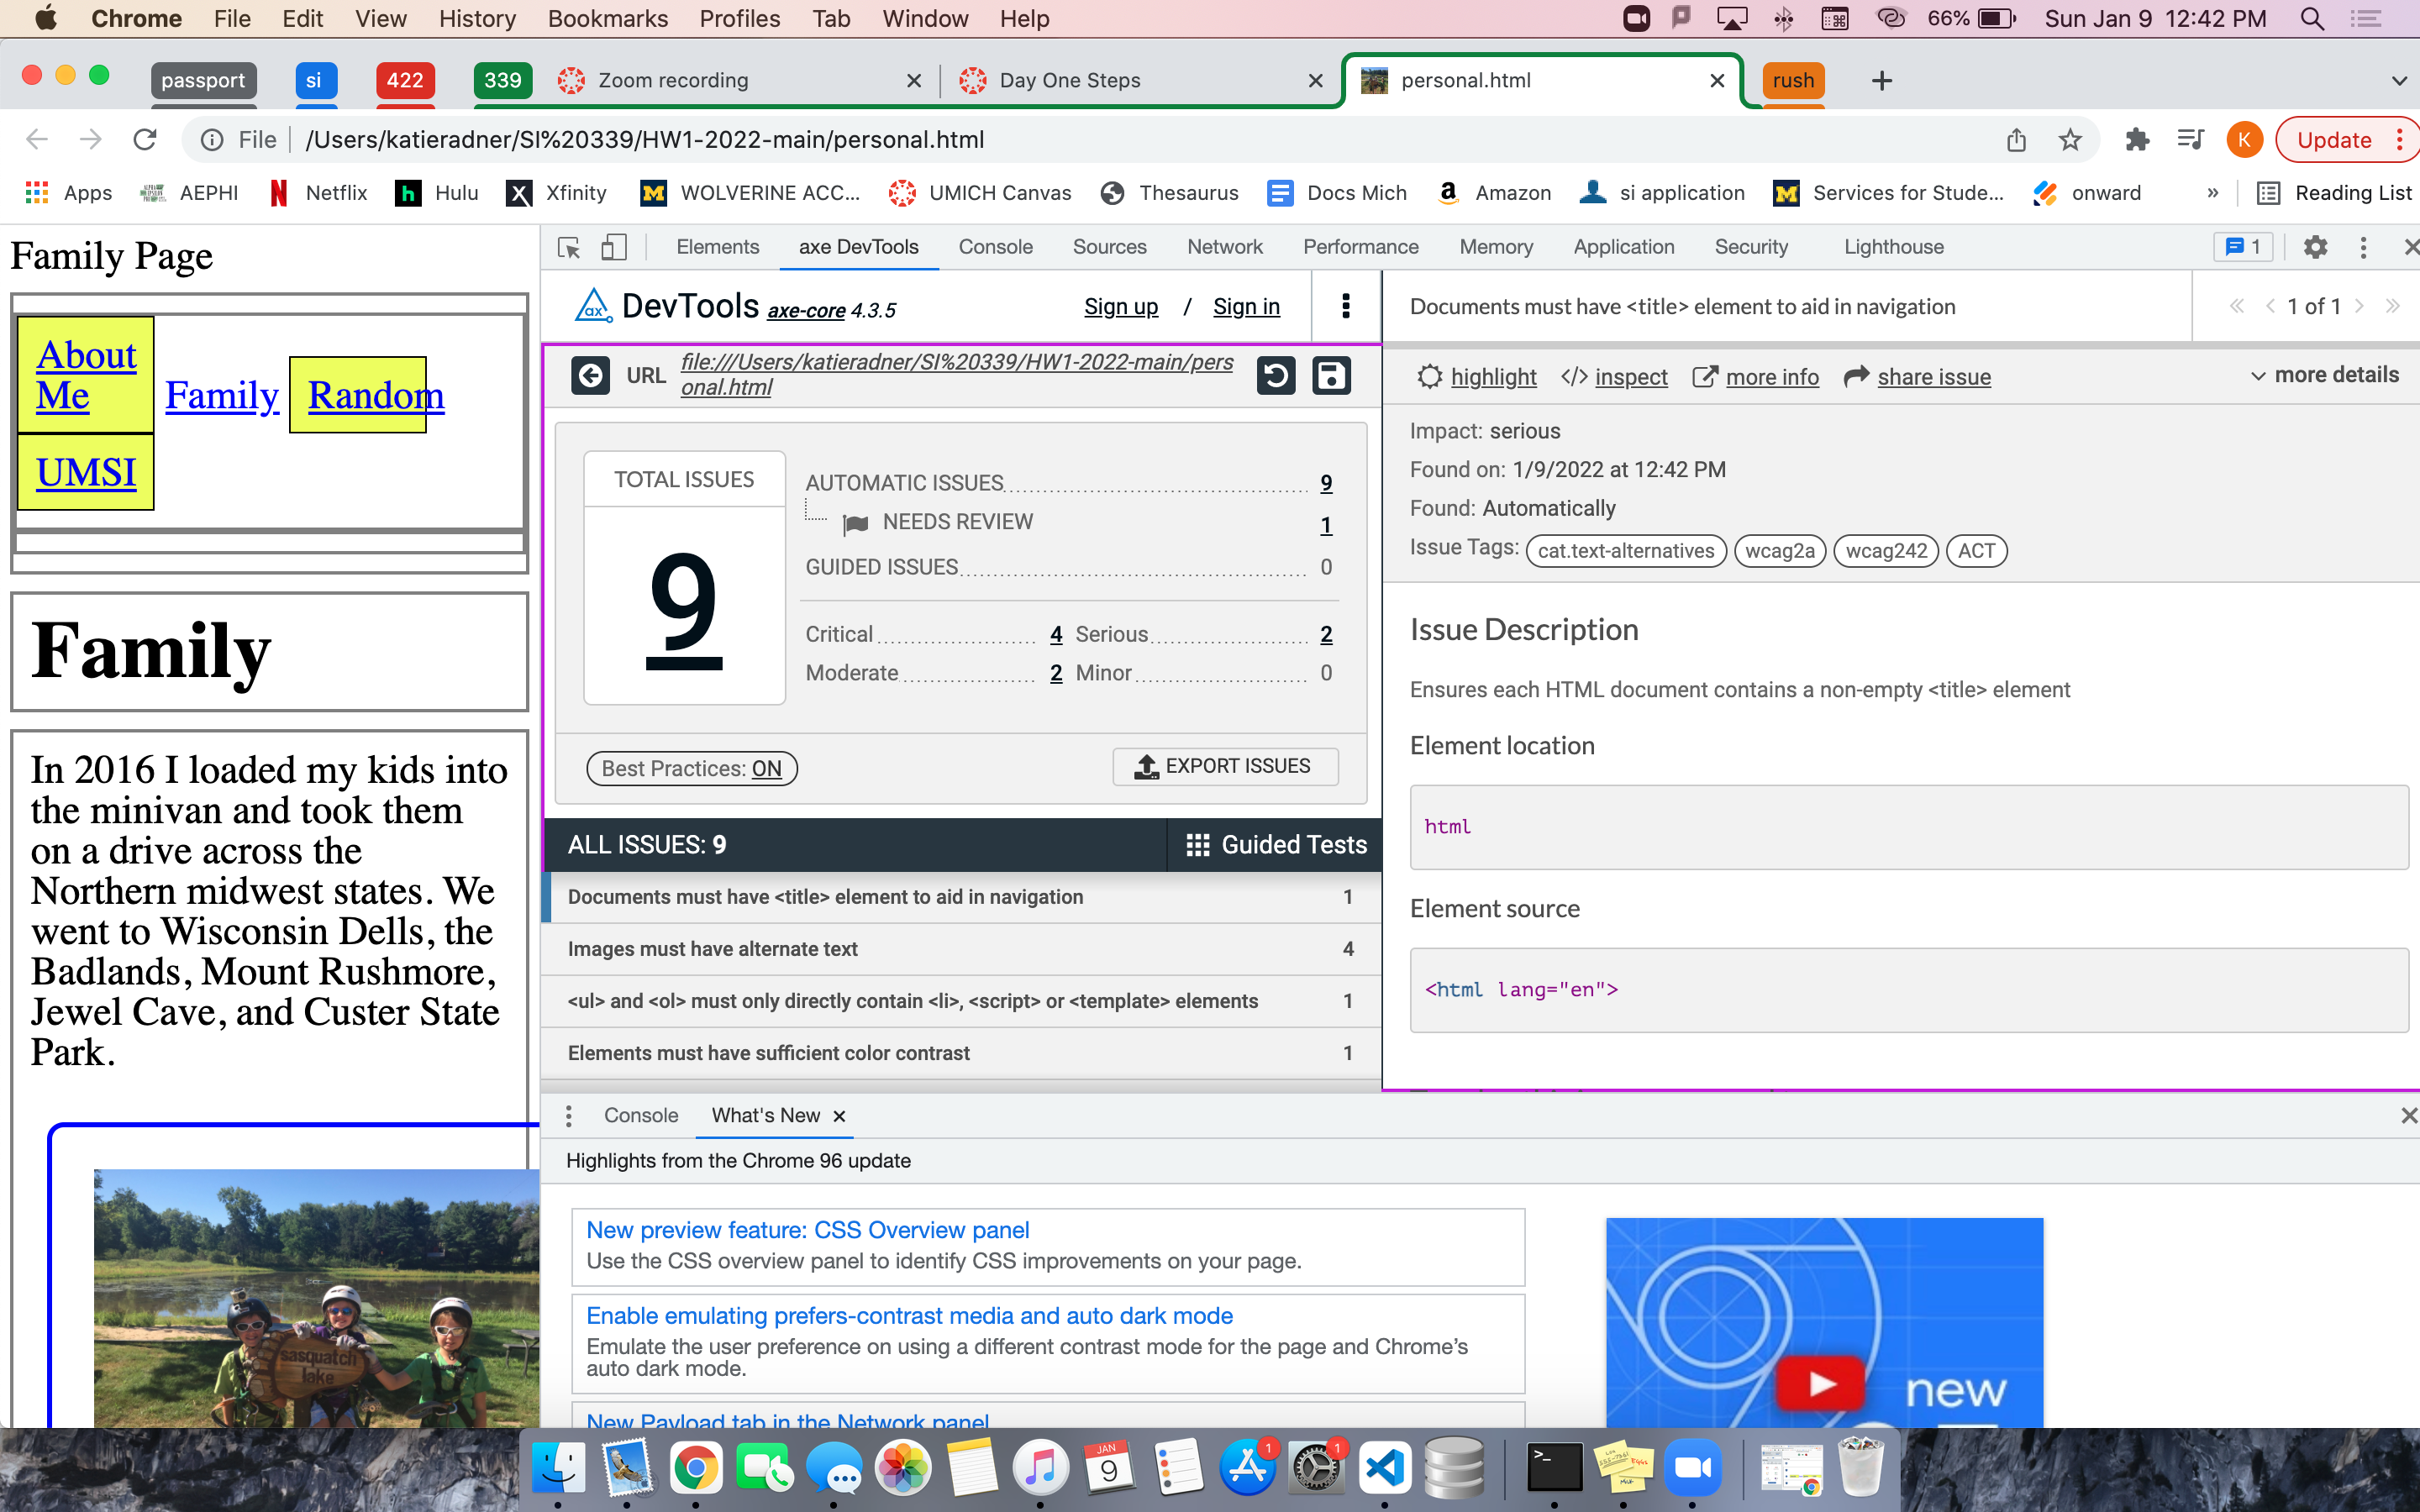 Chrome File Edit View History Bookmarks Profiles Tab Window Help 66% Sun Jan 9 12:42 PM
passport si 422 339 Zoom recording Day One Steps personal.html rush
File /Users/katieradner/SI%20339/HW1-2022-main/personal.html K Update
Apps AEPHI Netflix Hulu Xfinity WOLVERINE ACC... UMICH Canvas Thesaurus Docs Mich Amazon si application Services for Stude... onward » Reading List
Family Page
About
Me
Family
Random
UMSI
Family
In 2016 I loaded my kids into
the minivan and took them
on a drive across the
Northern midwest states. We
went to Wisconsin Dells, the
Badlands, Mount Rushmore,
Jewel Cave, and Custer State
Park.
sasquatch
lake
Elements axe DevTools Console Sources Network Performance Memory Application Security Lighthouse 1
ax DevTools axe-core 4.3.5 Sign up / Sign in
URL file:///Users/katieradner/SI%20339/HW1-2022-main/pers
onal.html
TOTAL ISSUES
9
AUTOMATIC ISSUES 9
NEEDS REVIEW 1
GUIDED ISSUES 0
Critical 4 Serious 2
Moderate 2 Minor 0
Best Practices: ON EXPORT ISSUES
ALL ISSUES: 9 Guided Tests
Documents must have <title> element to aid in navigation 1
Images must have alternate text 4
<ul> and <ol> must only directly contain <li>, <script> or <template> elements 1
Elements must have sufficient color contrast 1
Documents must have <title> element to aid in navigation 1 of 1
highlight </> inspect more info share issue more details
Impact: serious
Found on: 1/9/2022 at 12:42 PM
Found: Automatically
Issue Tags: cat.text-alternatives wcag2a wcag242 ACT
Issue Description
Ensures each HTML document contains a non-empty <title> element
Element location
html
Element source
<html lang="en">
Console What's New
Highlights from the Chrome 96 update
New preview feature: CSS Overview panel
Use the CSS overview panel to identify CSS improvements on your page.
Enable emulating prefers-contrast media and auto dark mode
Emulate the user preference on using a different contrast mode for the page and Chrome’s
auto dark mode.
New Payload tab in the Network panel
new
JAN
9
1
1